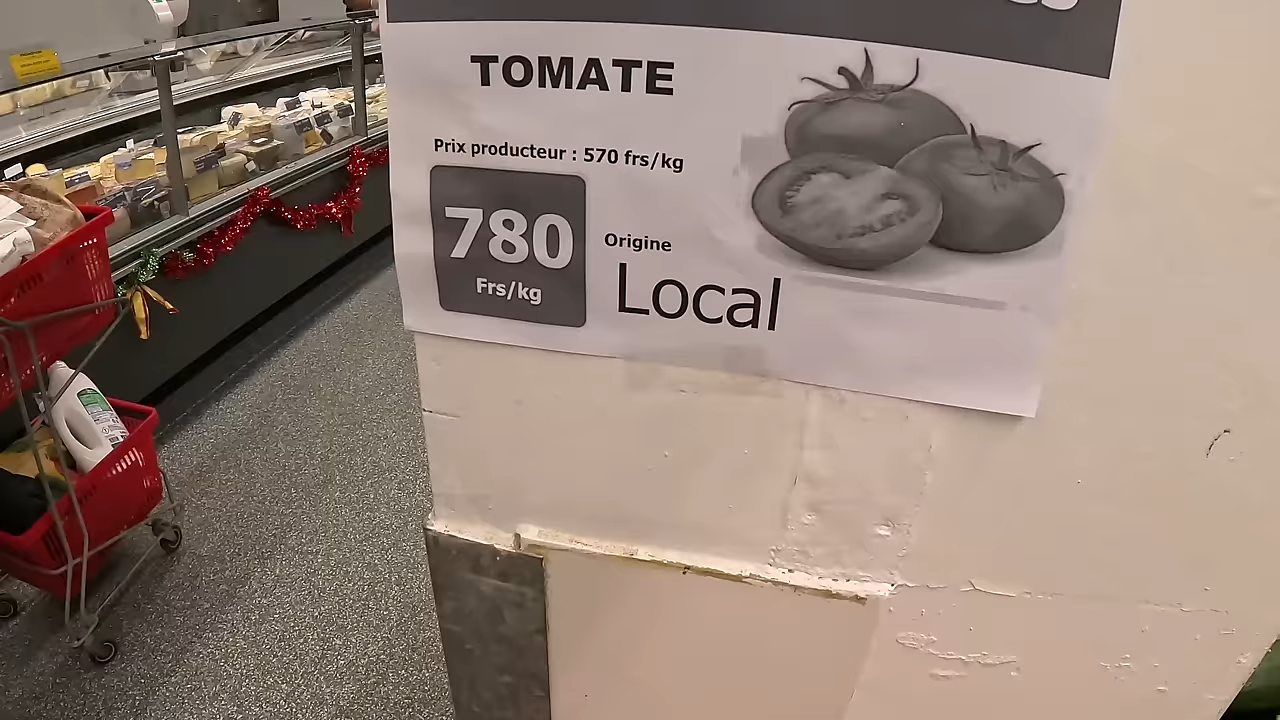 TOMATE
Prix producteur : 570 frs/kg
780
Frs/kg
Origine
Local